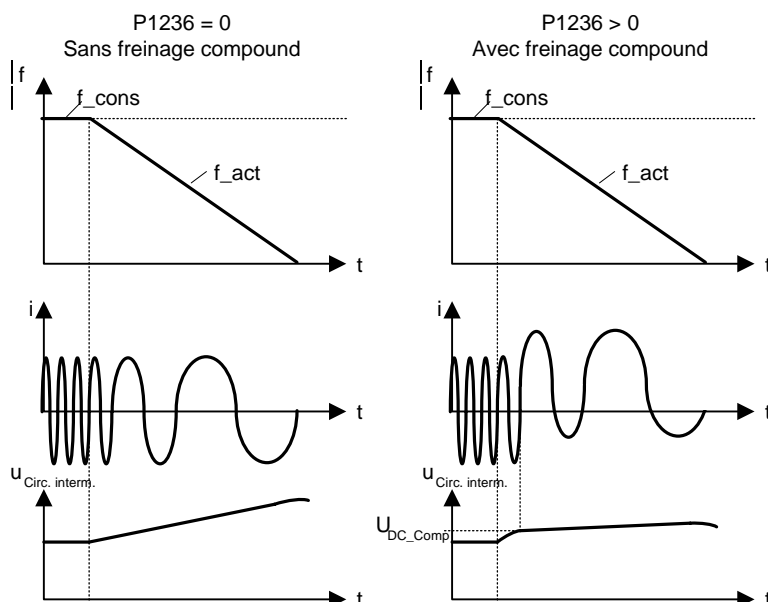 P1236 = 0
Sans freinage compound
|f|
f_cons
f_act
t
i
t
u Circ. interm.
t
P1236 > 0
Avec freinage compound
|f|
f_cons
f_act
t
i
t
u Circ. interm.
U DC_Comp
t